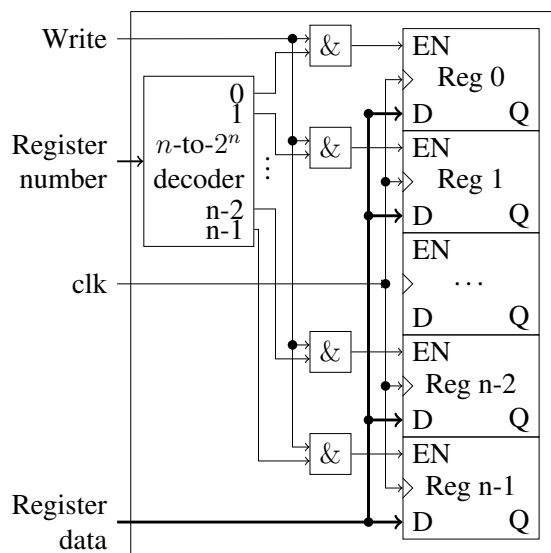 Write
&
EN
Reg 0
D Q
0
1
n-to-2^n
decoder
⋮
n-2
n-1
Register
number
&
EN
Reg 1
D Q
clk
EN
...
D Q
&
EN
Reg n-2
D Q
&
EN
Reg n-1
D Q
Register
data